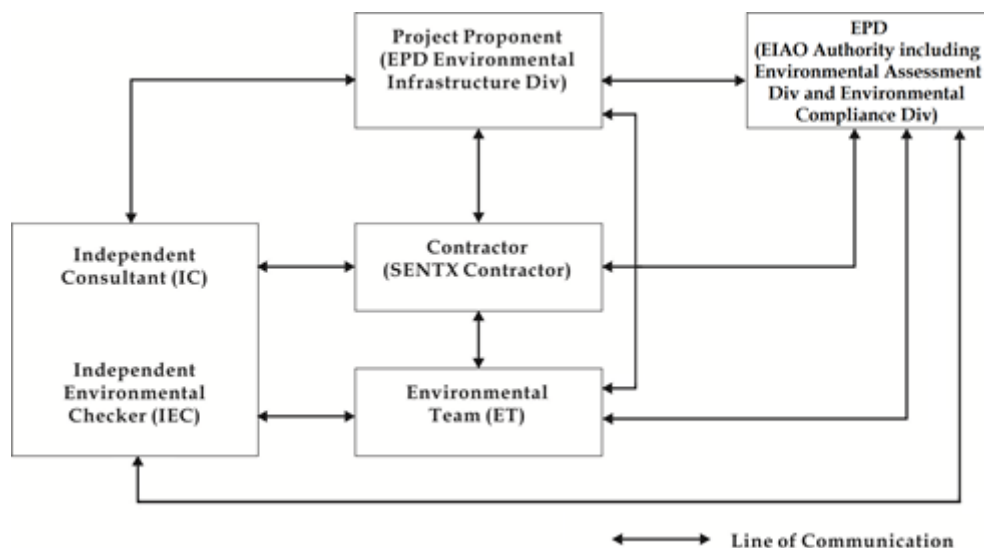 Project Proponent
(EPD Environmental
Infrastructure Div)
EPD
(EIAO Authority including
Environmental Assessment
Div and Environmental
Compliance Div)
Independent
Consultant (IC)
Contractor
(SENTX Contractor)
Independent
Environmental
Checker (IEC)
Environmental
Team (ET)
Line of Communication